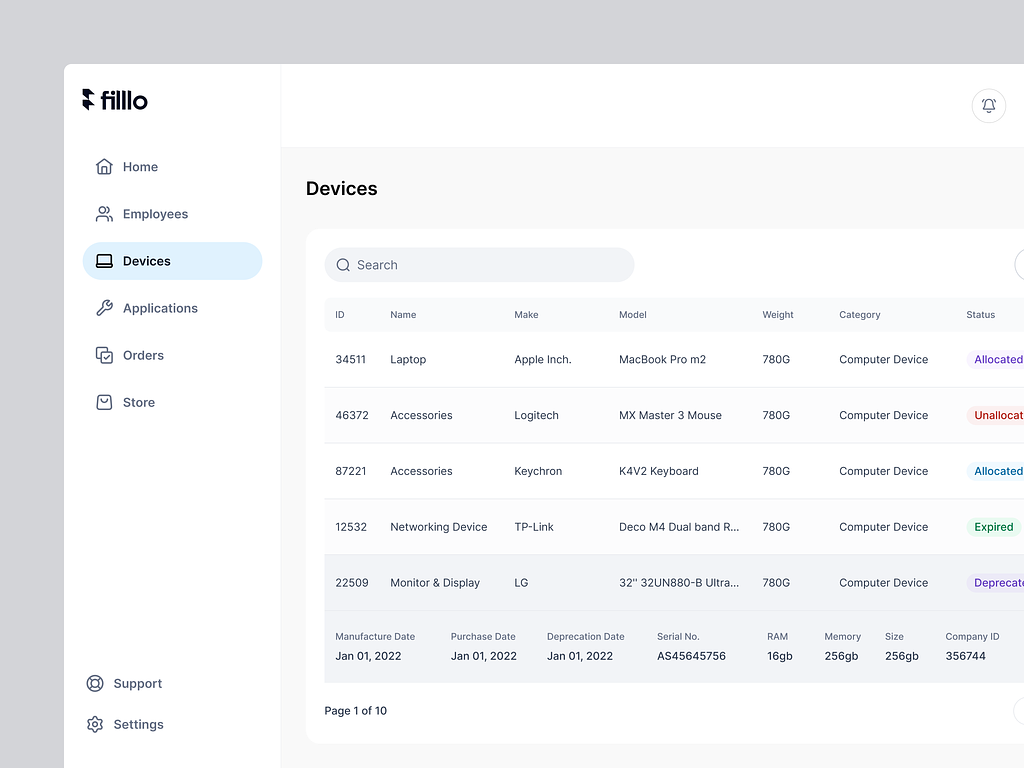 filllo
Home
Employees
Devices
Applications
Orders
Store
Support
Settings
Devices
Search
ID Name Make Model Weight Category Status
34511 Laptop Apple Inch. MacBook Pro m2 780G Computer Device Allocated
46372 Accessories Logitech MX Master 3 Mouse 780G Computer Device Unallocat
87221 Accessories Keychron K4V2 Keyboard 780G Computer Device Allocated
12532 Networking Device TP-Link Deco M4 Dual band R... 780G Computer Device Expired
22509 Monitor & Display LG 32'' 32UN880-B Ultra... 780G Computer Device Deprecate
Manufacture Date Purchase Date Deprecation Date Serial No. RAM Memory Size Company ID
Jan 01, 2022 Jan 01, 2022 Jan 01, 2022 AS45645756 16gb 256gb 256gb 356744
Page 1 of 10